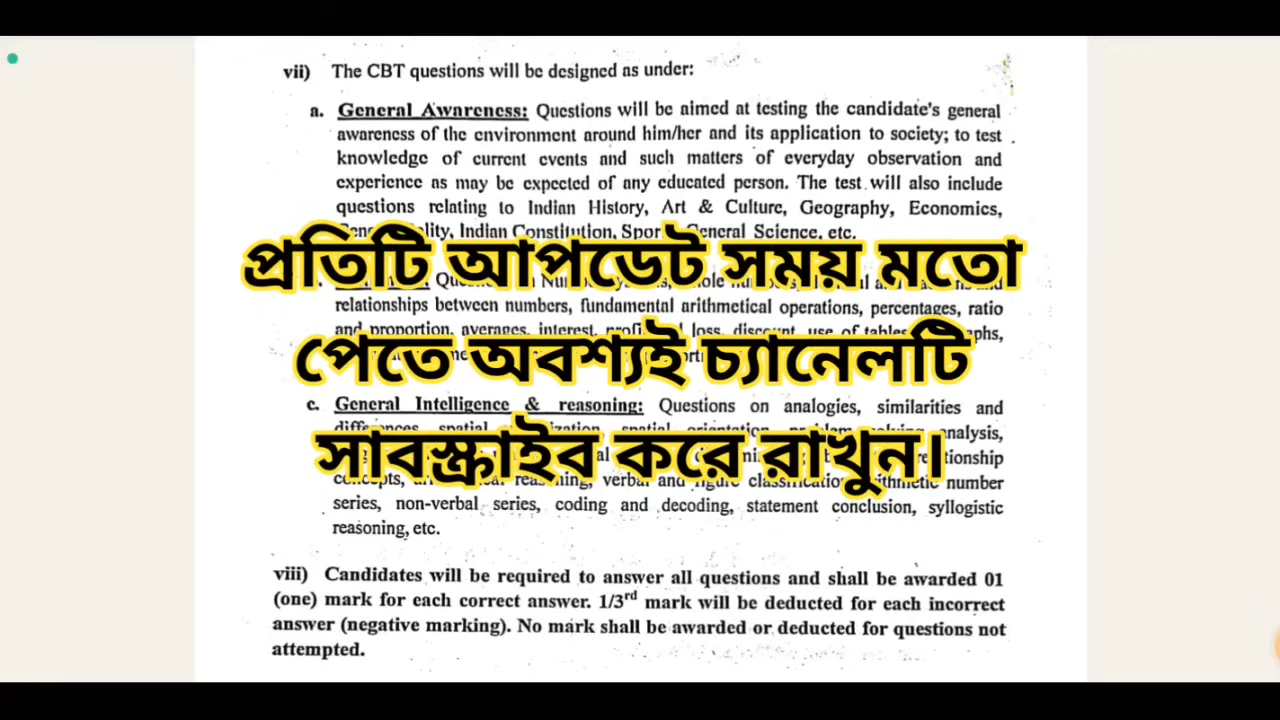 vii) The CBT questions will be designed as under:
a. General Awareness: Questions will be aimed at testing the candidate's general
awareness of the environment around him/her and its application to society; to test
knowledge of current events and such matters of everyday observation and
experience as may be expected of any educated person. The test will also include
questions relating to Indian History, Art & Culture, Geography, Economics,
Indian Constitution, General Science, etc.
প্রতিটি আপডেট সময় মতো
relationships between numbers, fundamental arithmetical operations, percentages, ratio
and proportion, averages, interest, loss, discount, use of
পেতে অবশ্যই চ্যানেলটি
c. General Intelligence & reasoning: Questions on analogies, similarities and
analysis,
সাবস্ক্রাইব করে রাখুন।
verbal and number
series, non-verbal series, coding and decoding, statement conclusion, syllogistic
reasoning, etc.
viii) Candidates will be required to answer all questions and shall be awarded 01
(one) mark for each correct answer. 1/3rd mark will be deducted for each incorrect
answer (negative marking). No mark shall be awarded or deducted for questions not
attempted.